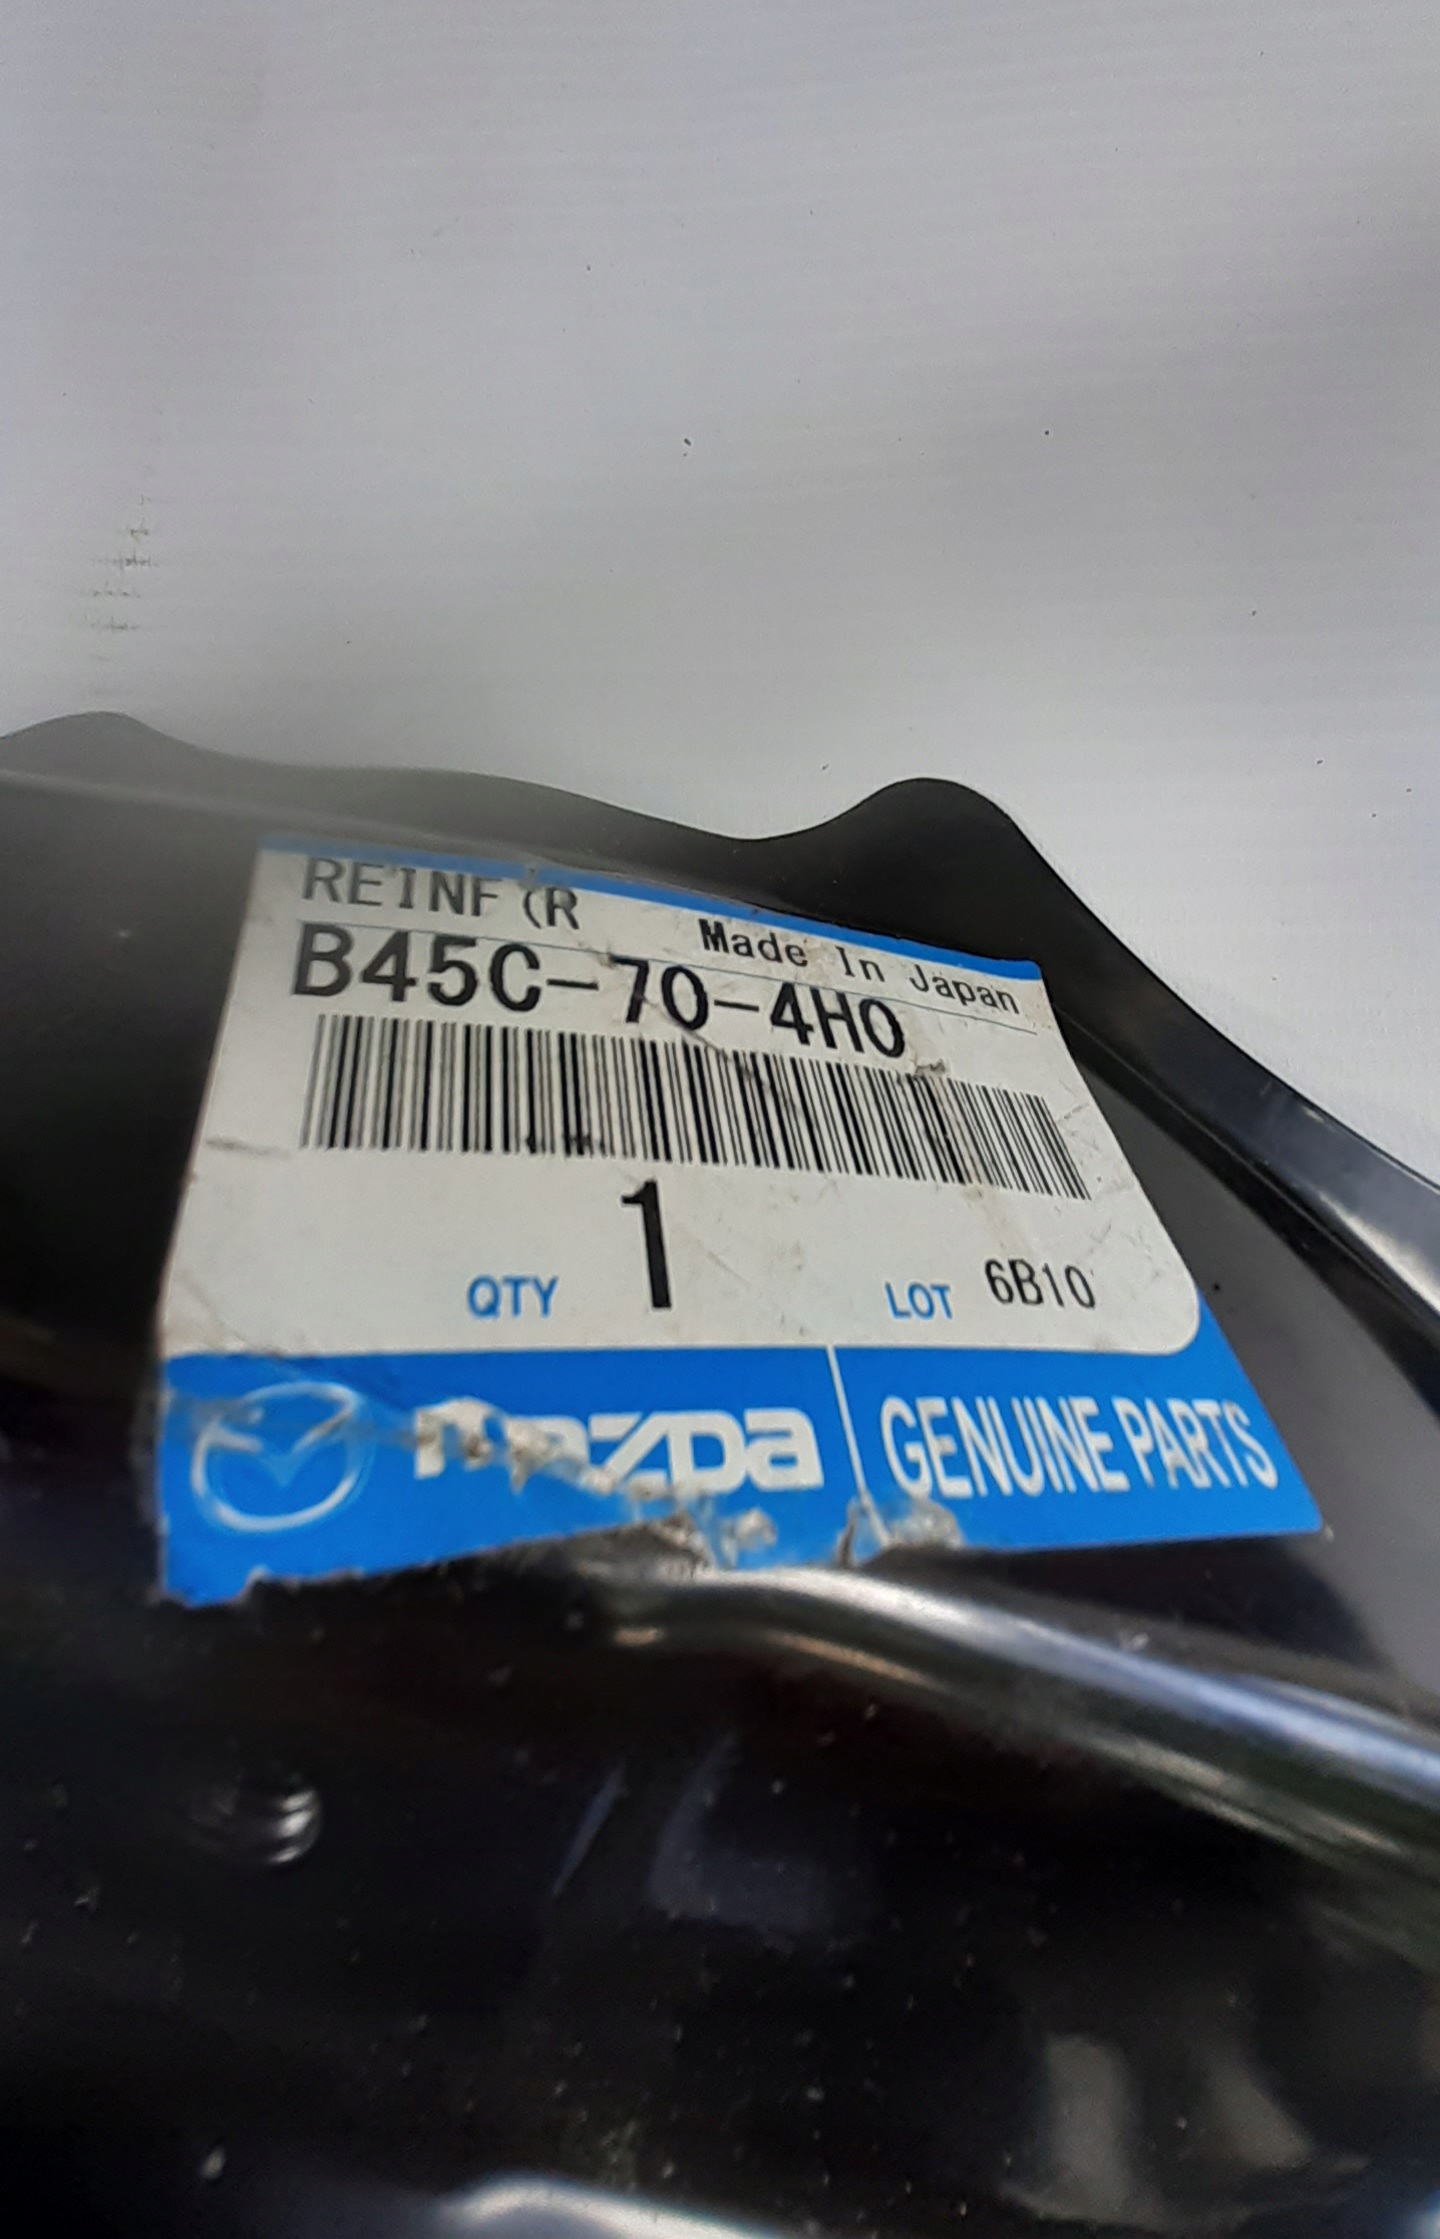 REINF(R
Made In Japan
B45C-70-4H0
1
QTY
LOT 6B10
mazda GENUINE PARTS